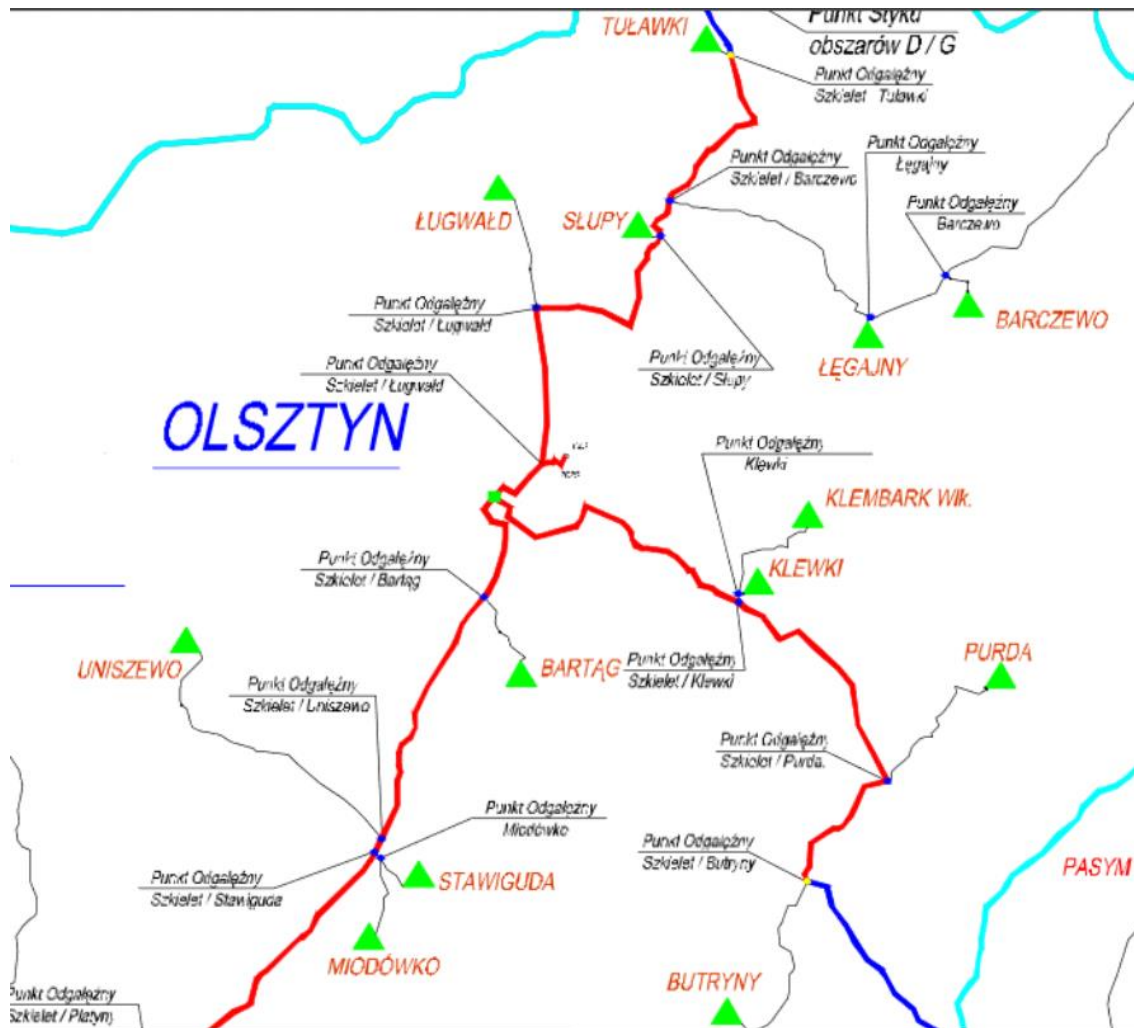 TUŁAWKI
Punkt Styku
obszarów D / G
Punkt Odgałęźny
Szkielet Tuławki
Punkt Odgałęźny
Łęgajny
Punkt Odgałęźny
Szkielet / Barczewo
Punkt Odgałęźny
Barczewo
ŁUGWAŁD
SŁUPY
BARCZEWO
Punkt Odgałęźny
Szkielet / Ługwałd
Punkt Odgałęźny
Szkielet / Słupy
ŁĘGAJNY
Punkt Odgałęźny
Szkielet / Ługwałd
OLSZTYN
Punkt Odgałęźny
Klewki
KLEMBARK Wlk.
KLEWKI
Punkt Odgałęźny
Szkielet / Bartąg
UNISZEWO
BARTĄG
Punkt Odgałęźny
Szkielet / Klewki
PURDA
Punkt Odgałęźny
Szkielet / Uniszewo
Punkt Odgałęźny
Szkielet / Purda.
Punkt Odgałęźny
Miodówko
Punkt Odgałęźny
Szkielet / Butryny
PASYM
Punkt Odgałęźny
Szkielet / Stawiguda
STAWIGUDA
MIODÓWKO
BUTRYNY
Punkt Odgałęźny
Szkielet / Platyny